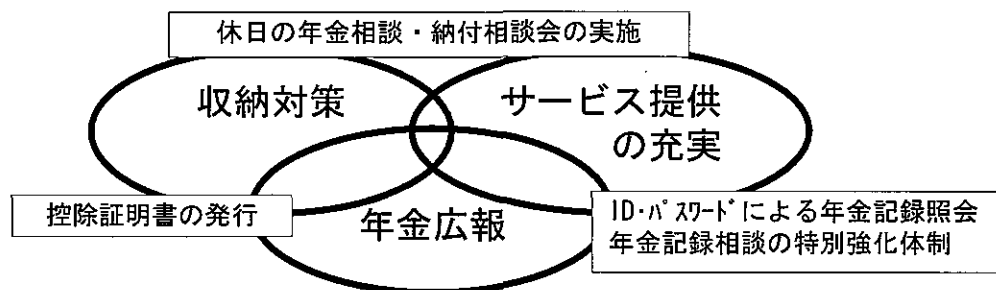 休日の年金相談・納付相談会の実施
収納対策
サービス提供
の充実
控除証明書の発行
年金広報
ID・ﾊﾟｽﾜｰﾄﾞによる年金記録照会
年金記録相談の特別強化体制